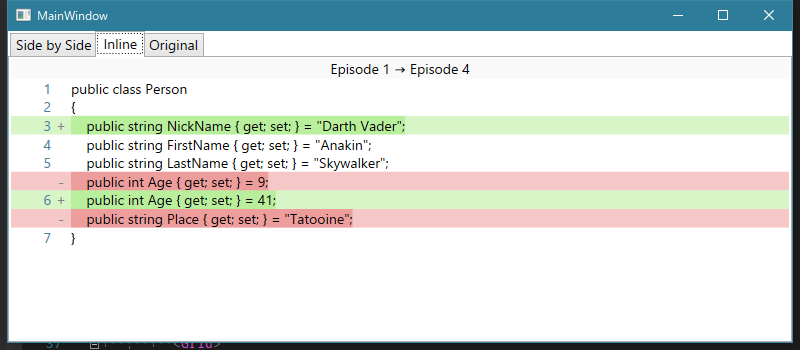 MainWindow
Side by Side Inline Original
Episode 1 → Episode 4
1 public class Person
2 {
3 + public string NickName { get; set; } = "Darth Vader";
4 public string FirstName { get; set; } = "Anakin";
5 public string LastName { get; set; } = "Skywalker";
- public int Age { get; set; } = 9;
6 + public int Age { get; set; } = 41;
- public string Place { get; set; } = "Tatooine";
7 }
37 <Grid>